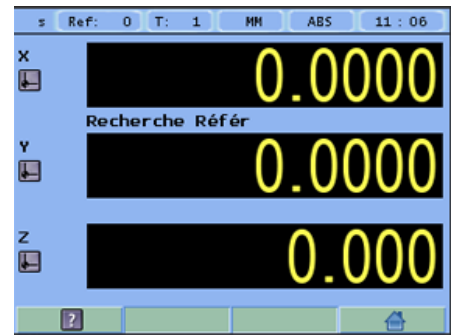 s Ref: 0 T: 1 MM ABS 11 : 06
X 0.0000
Recherche Référ
Y 0.0000
Z 0.000
?